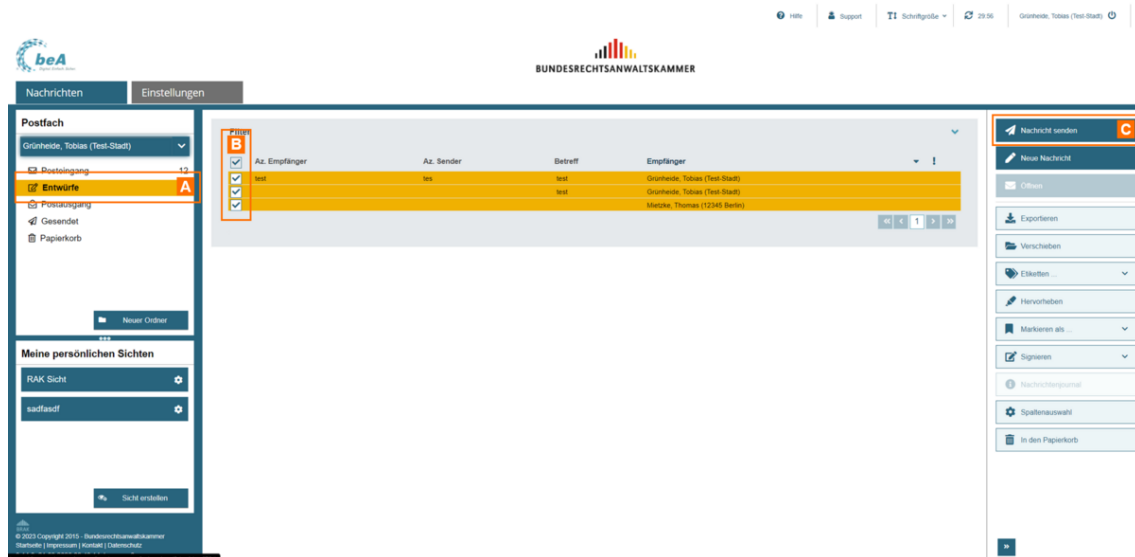 Hilfe
Support
Schriftgröße
29:56
Grünheide, Tobias (Test-Stadt)
beA
BUNDESRECHTSANWALTSKAMMER
Nachrichten
Einstellungen
Postfach
Grünheide, Tobias (Test-Stadt)
Posteingang 12
Entwürfe A
Postausgang
Gesendet
Papierkorb
Neuer Ordner
Meine persönlichen Sichten
RAK Sicht
sadfasdf
Sicht erstellen
BRAK
© 2023 Copyright 2015 - Bundesrechtsanwaltskammer
Startseite | Impressum | Kontakt | Datenschutz
Filter
B
Az. Empfänger Az. Sender Betreff Empfänger !
test tes test Grünheide, Tobias (Test-Stadt)
test Grünheide, Tobias (Test-Stadt)
Mietzke, Thomas (12345 Berlin)
1
Nachricht senden C
Neue Nachricht
Öffnen
Exportieren
Verschieben
Etiketten ...
Hervorheben
Markieren als ...
Signieren
Nachrichtenjournal
Spaltenauswahl
In den Papierkorb